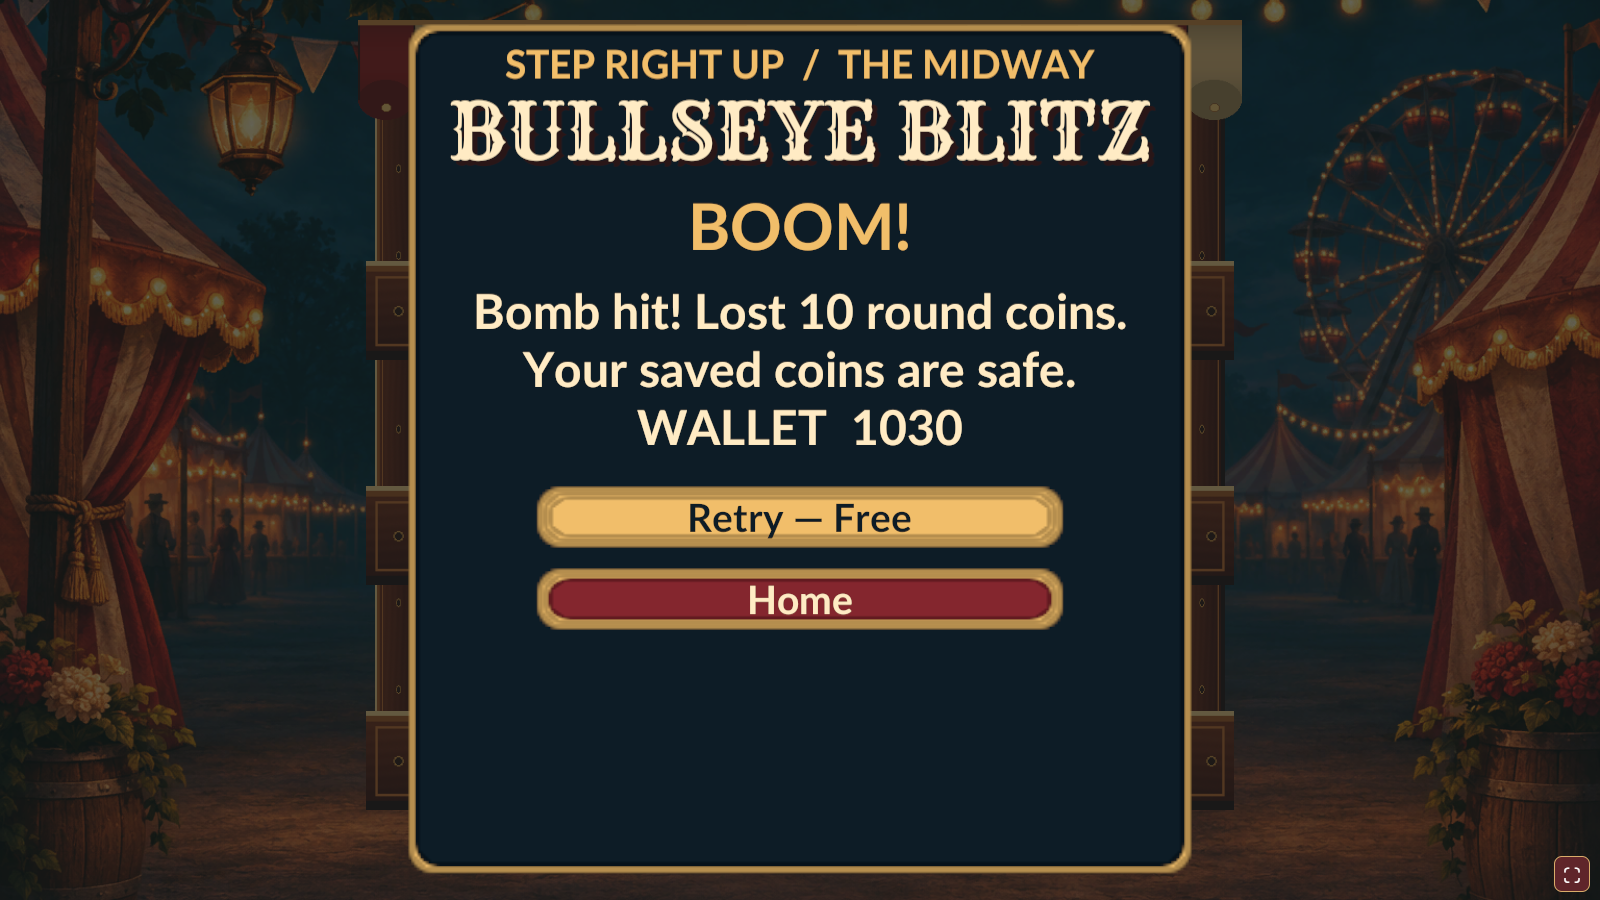 STEP RIGHT UP / THE MIDWAY
BULLSEYE BLITZ
BOOM!
Bomb hit! Lost 10 round coins.
Your saved coins are safe.
WALLET 1030
Retry — Free
Home